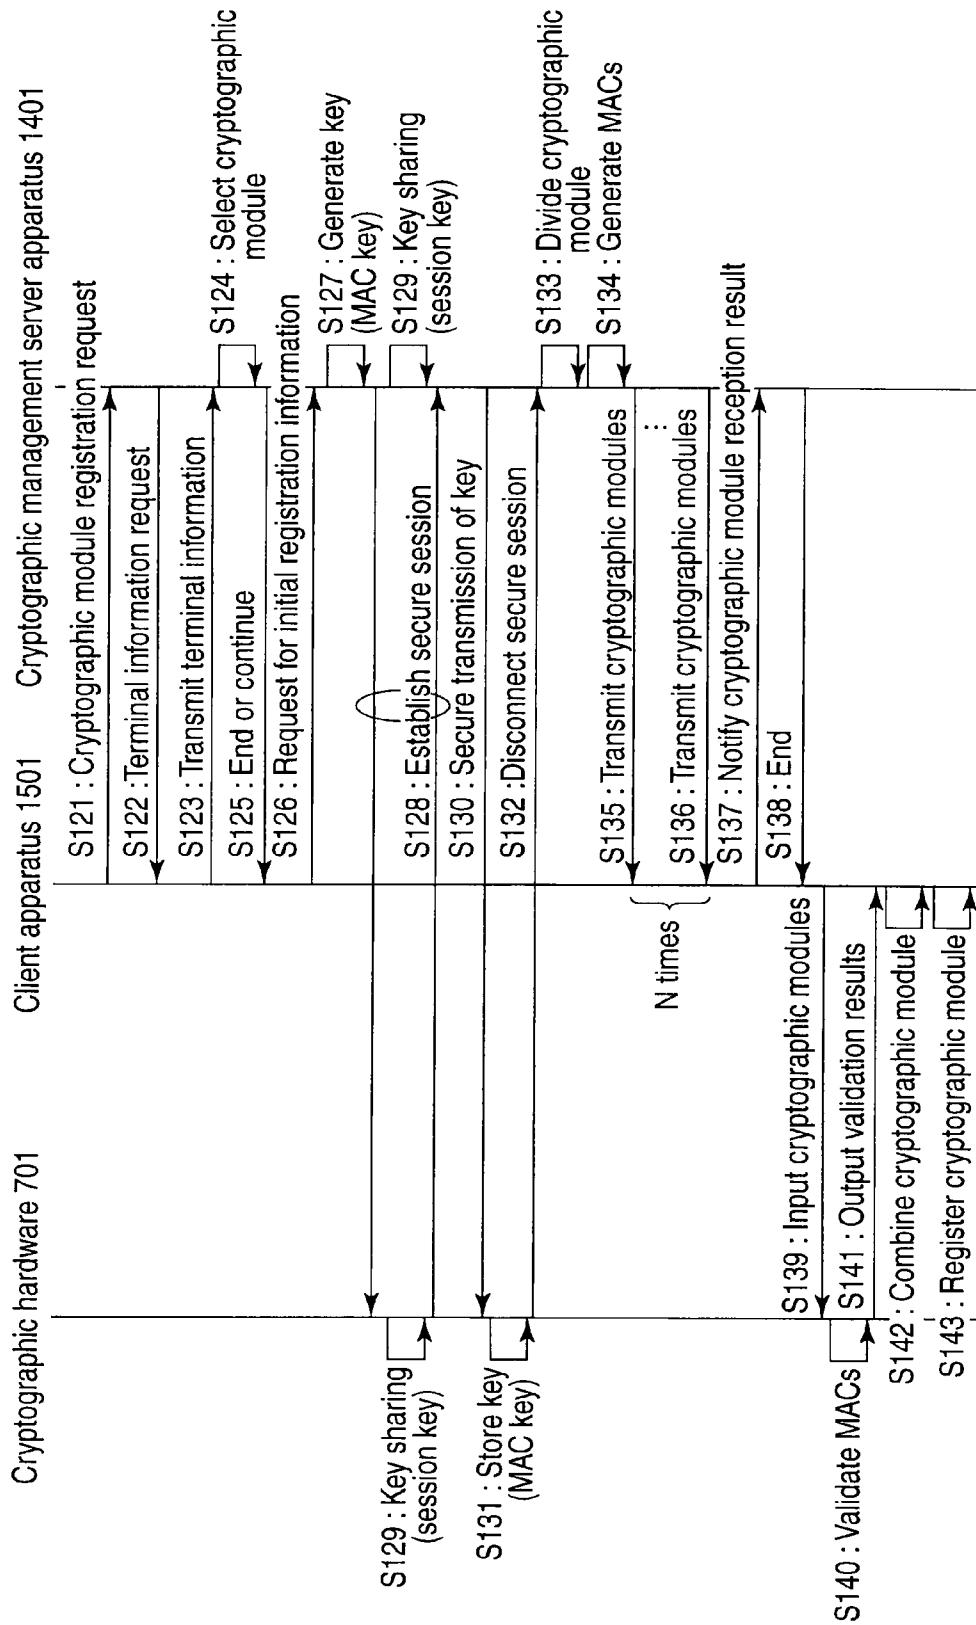 Cryptographic hardware 701
Client apparatus 1501
Cryptographic management server apparatus 1401
S121 : Cryptographic module registration request
S122 : Terminal information request
S123 : Transmit terminal information
S124 : Select cryptographic
module
S125 : End or continue
S126 : Request for initial registration information
S127 : Generate key
(MAC key)
S128 : Establish secure session
S129 : Key sharing
(session key)
S129 : Key sharing
(session key)
S130 : Secure transmission of key
S131 : Store key
(MAC key)
S132 : Disconnect secure session
S133 : Divide cryptographic
module
S134 : Generate MACs
S135 : Transmit cryptographic modules
N times
S136 : Transmit cryptographic modules
S137 : Notify cryptographic module reception result
S138 : End
S139 : Input cryptographic modules
S140 : Validate MACs
S141 : Output validation results
S142 : Combine cryptographic module
S143 : Register cryptographic module